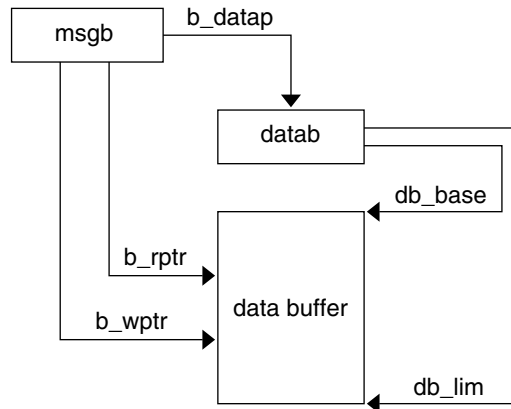 msgb
b_datap
datab
db_base
b_rptr
data buffer
b_wptr
db_lim